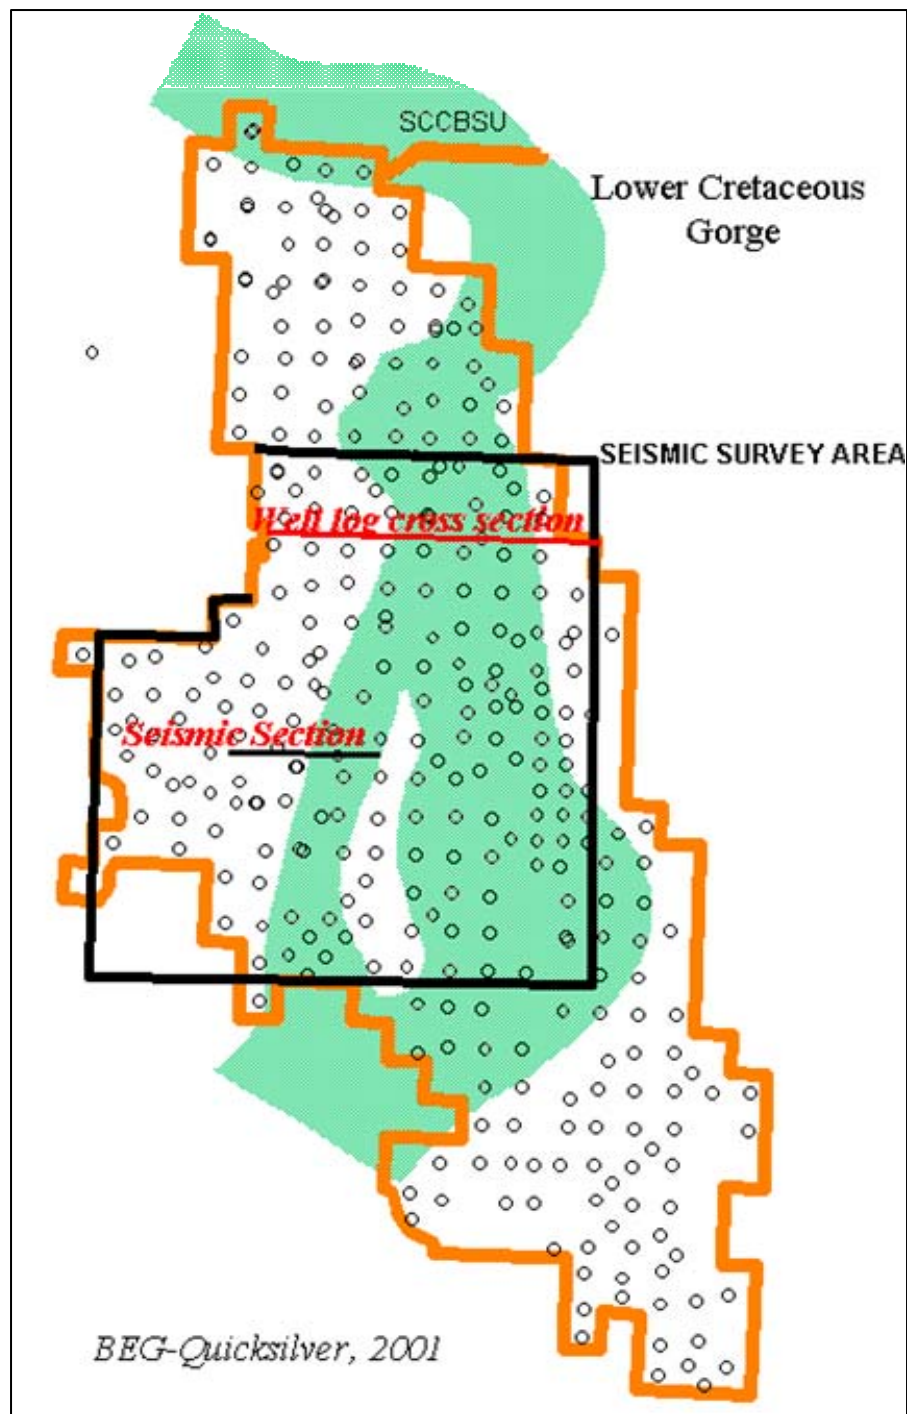 SCCBSU
Lower Cretaceous
Gorge
SEISMIC SURVEY AREA
Well log cross section
Seismic Section
BEG-Quicksilver, 2001